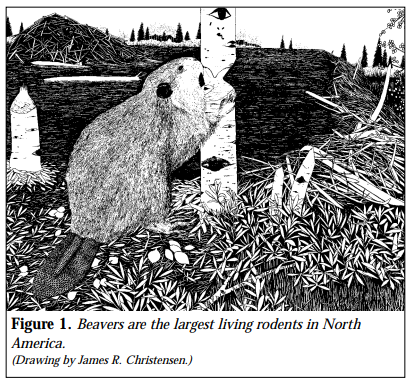 Figure 1. Beavers are the largest living rodents in North
America.
(Drawing by James R. Christensen.)